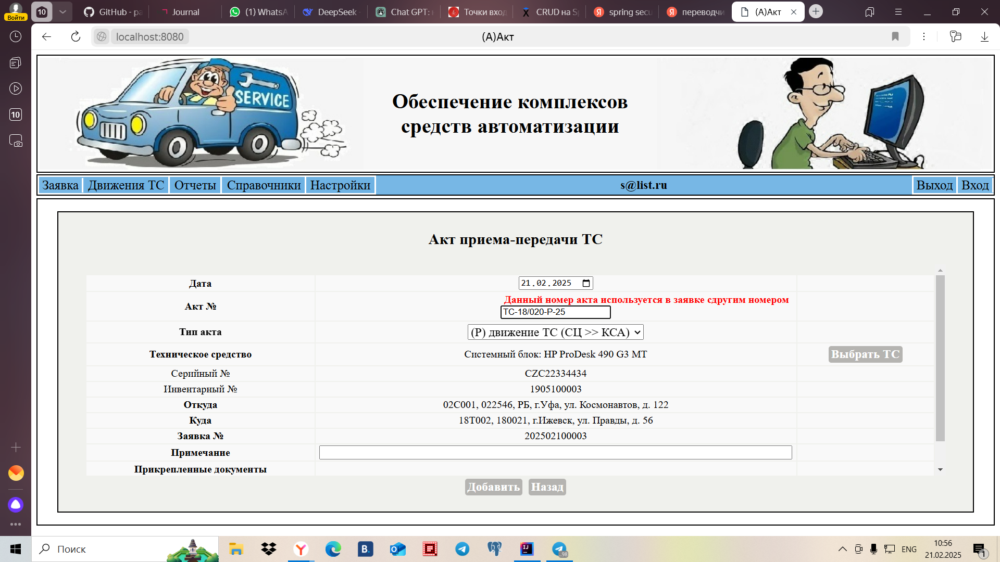 Войти
10
GitHub - pa
Journal
(1) WhatsA
DeepSeek -
Chat GPT: н
Точки вход
CRUD на Sp
spring secu
переводчи
(А)Акт
localhost:8080
(А)Акт
10
SERVICE
Обеспечение комплексов
средств автоматизации
Заявка
Движения ТС
Отчеты
Справочники
Настройки
s@list.ru
Выход
Вход
Акт приема-передачи ТС
Дата
21.02.2025
Акт №
Данный номер акта используется в заявке сдругим номером
ТС-18/020-Р-25
Тип акта
(Р) движение ТС (СЦ >> КСА)
Техническое средство
Системный блок: HP ProDesk 490 G3 MT
Выбрать ТС
Серийный №
CZC22334434
Инвентарный №
1905100003
Откуда
02С001, 022546, РБ, г.Уфа, ул. Космонавтов, д. 122
Куда
18Т002, 180021, г.Ижевск, ул. Правды, д. 56
Заявка №
202502100003
Примечание
Прикрепленные документы
Добавить
Назад
Поиск
B.
IJ
98
ENG
10:56
21.02.2025
1